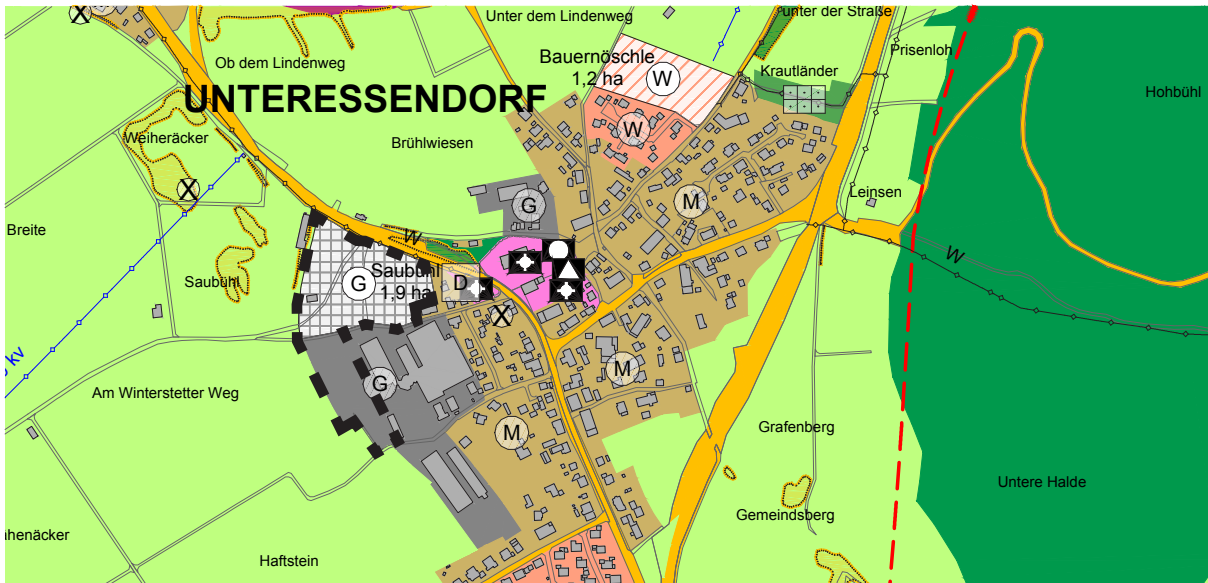 X
Unter dem Lindenweg
unter der Straße
Prisenloh
Ob dem Lindenweg
Bauernöschle
1,2 ha
W
Krautländer
Hohbühl
UNTERESSENDORF
Weiheräcker
Brühlwiesen
W
X
Leinsen
G
M
Breite
W
W
Saubühl
Saubühl
1,9 ha
G
D
X
kv
G
M
Am Winterstetter Weg
M
Grafenberg
Untere Halde
Gemeindsberg
henäcker
Haftstein